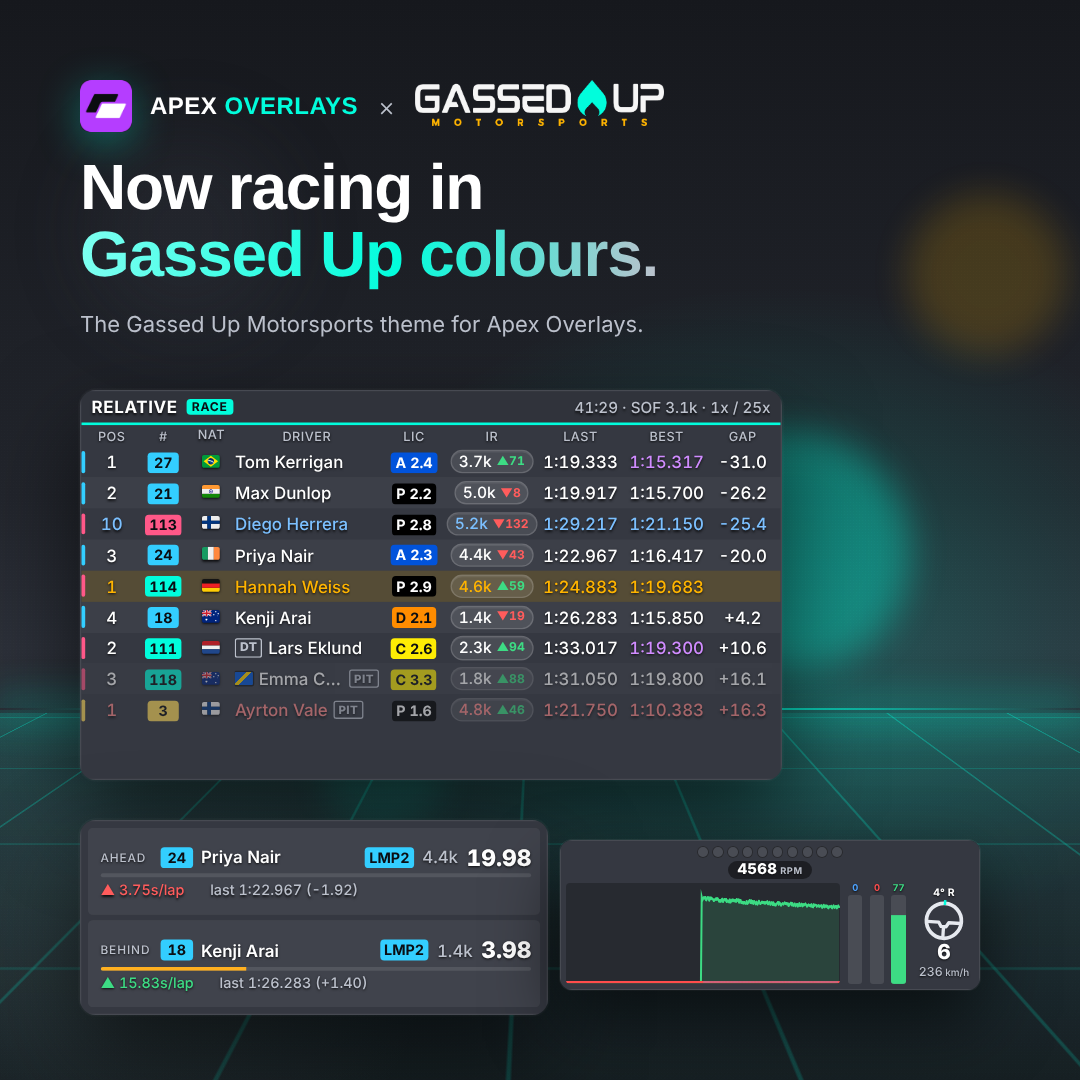 APEX OVERLAYS × GASSED UP
MOTORSPORTS
Now racing in
Gassed Up colours.
The Gassed Up Motorsports theme for Apex Overlays.
RELATIVE RACE 41:29 · SOF 3.1k · 1x / 25x
POS # NAT DRIVER LIC IR LAST BEST GAP
1 27 Tom Kerrigan A 2.4 3.7k ▲71 1:19.333 1:15.317 -31.0
2 21 Max Dunlop P 2.2 5.0k ▼8 1:19.917 1:15.700 -26.2
10 113 Diego Herrera P 2.8 5.2k ▼132 1:29.217 1:21.150 -25.4
3 24 Priya Nair A 2.3 4.4k ▼43 1:22.967 1:16.417 -20.0
1 114 Hannah Weiss P 2.9 4.6k ▲59 1:24.883 1:19.683
4 18 Kenji Arai D 2.1 1.4k ▼19 1:26.283 1:15.850 +4.2
2 111 DT Lars Eklund C 2.6 2.3k ▲94 1:33.017 1:19.300 +10.6
3 118 Emma C... PIT C 3.3 1.8k ▲88 1:31.050 1:19.800 +16.1
1 3 Ayrton Vale PIT P 1.6 4.8k ▲46 1:21.750 1:10.383 +16.3
AHEAD 24 Priya Nair LMP2 4.4k 19.98
▲ 3.75s/lap last 1:22.967 (-1.92)
BEHIND 18 Kenji Arai LMP2 1.4k 3.98
▲ 15.83s/lap last 1:26.283 (+1.40)
4568 RPM
0 0 77
4° R
6
236 km/h